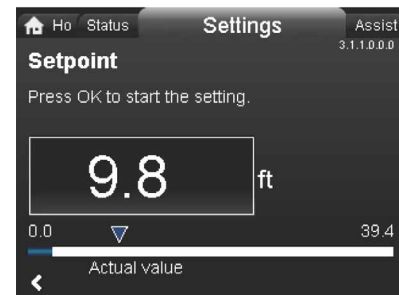 Ho Status Settings Assist
3.1.1.0.0.0
Setpoint
Press OK to start the setting.
9.8 ft
0.0 39.4
Actual value